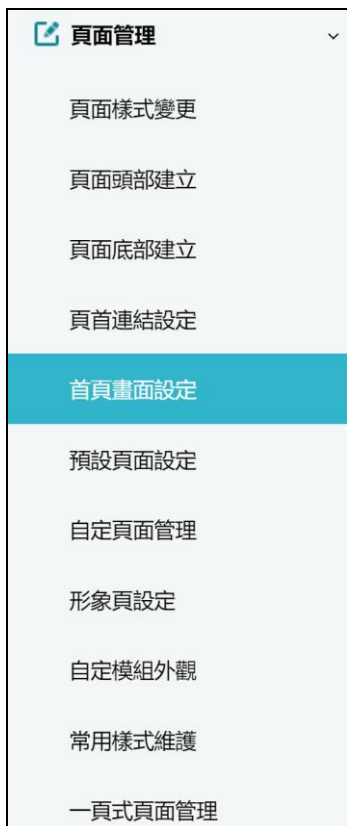 頁面管理
頁面樣式變更
頁面頭部建立
頁面底部建立
頁首連結設定
首頁畫面設定
預設頁面設定
自定頁面管理
形象頁設定
自定模組外觀
常用樣式維護
一頁式頁面管理